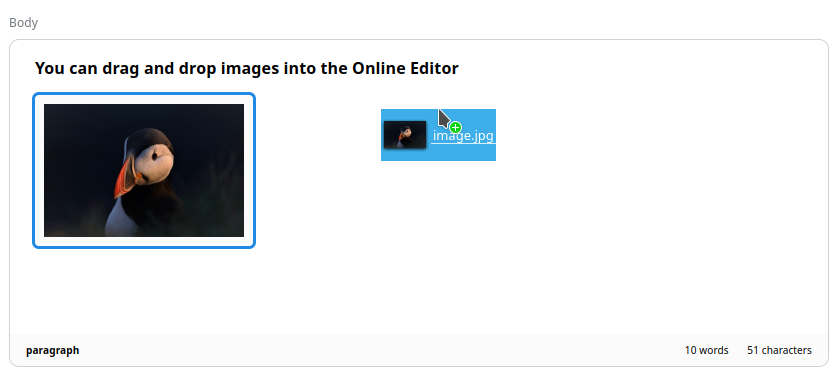 Body
You can drag and drop images into the Online Editor
image.jpg
paragraph
10 words 51 characters